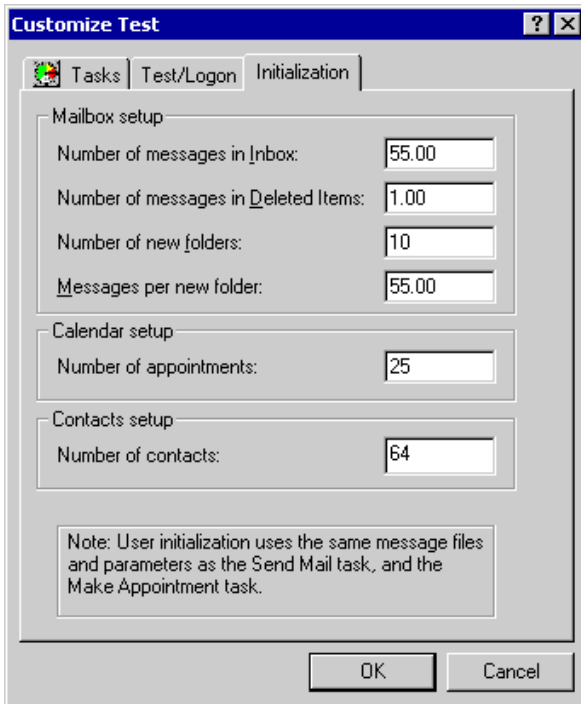 Customize Test
Tasks
Test/Logon
Initialization
Mailbox setup
Number of messages in Inbox: 55.00
Number of messages in Deleted Items: 1.00
Number of new folders: 10
Messages per new folder: 55.00
Calendar setup
Number of appointments: 25
Contacts setup
Number of contacts: 64
Note: User initialization uses the same message files
and parameters as the Send Mail task, and the
Make Appointment task.
OK
Cancel